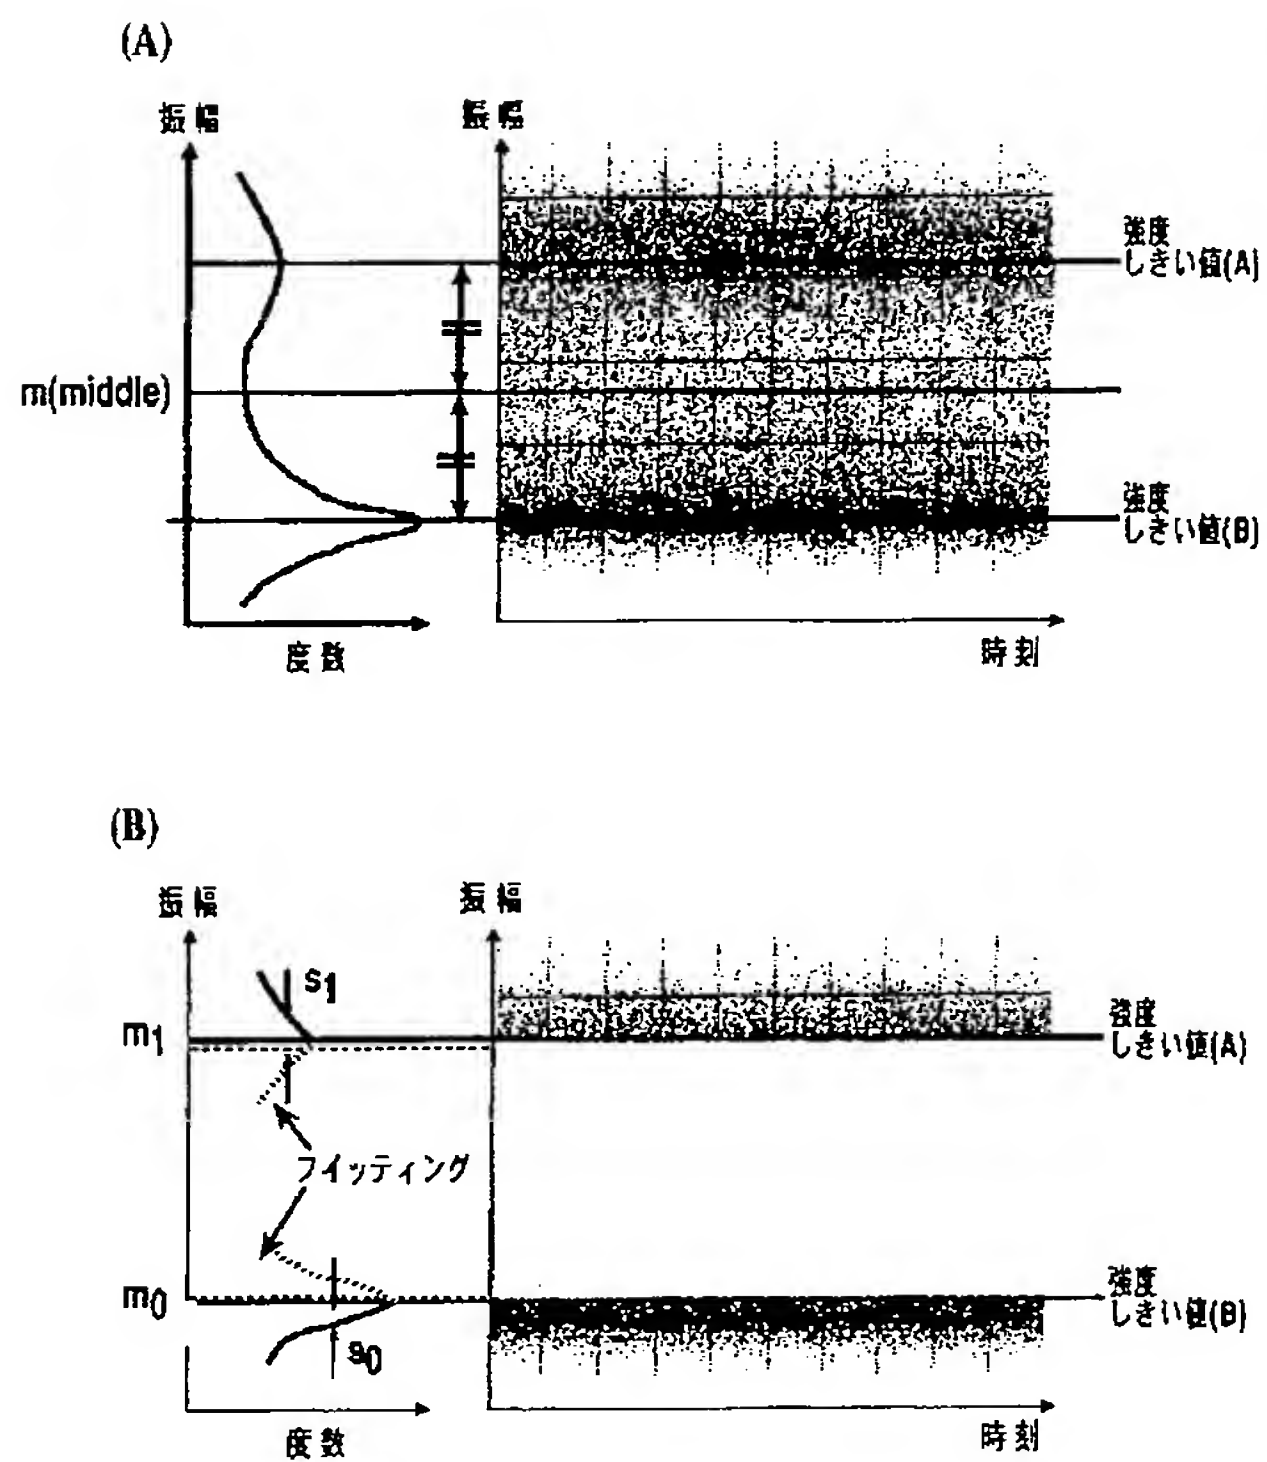 (A)
振幅
振幅
強度
しきい値(A)
m(middle)
強度
しきい値(B)
度数
時刻
(B)
振幅
振幅
s1
m1
強度
しきい値(A)
フイッティング
m0
強度
しきい値(B)
s0
度数
時刻